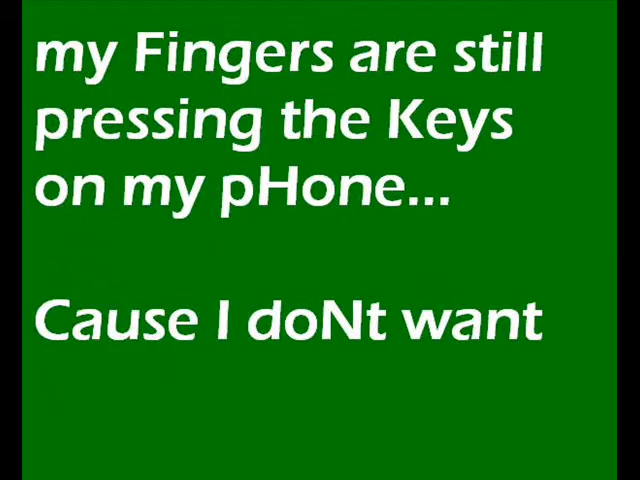 my Fingers are still
pressing the Keys
on my pHone...
Cause I doNt want